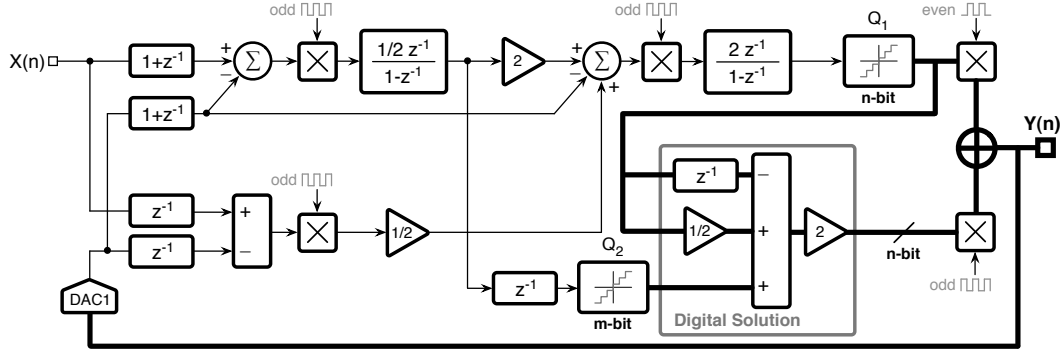 odd
odd
Q1
even
X(n)
1+z-1
+
−
Σ
1/2 z-1
1-z-1
2
+
−
+
Σ
2 z-1
1-z-1
n-bit
1+z-1
Y(n)
odd
z-1
−
z-1
+
1/2
1/2
+
2
z-1
−
Q2
n-bit
DAC1
z-1
+
odd
m-bit
Digital Solution